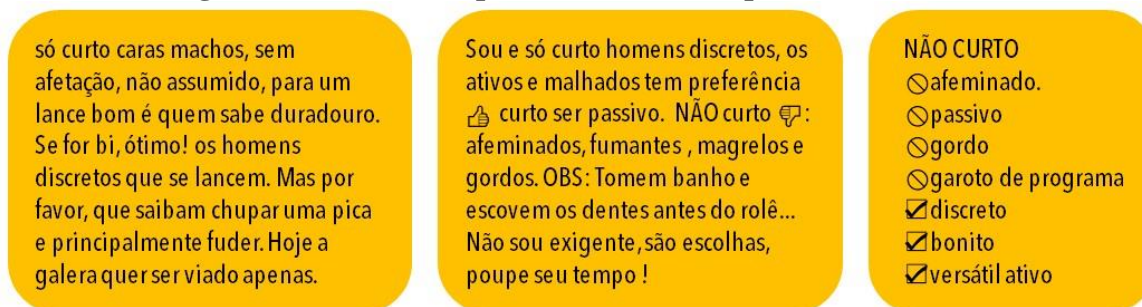 só curto caras machos, sem
afetação, não assumido, para um
lance bom é quem sabe duradouro.
Se for bi, ótimo! os homens
discretos que se lancem. Mas por
favor, que saibam chupar uma pica
e principalmente fuder. Hoje a
galera quer ser viado apenas.
Sou e só curto homens discretos, os
ativos e malhados tem preferência
👍 curto ser passivo. NÃO curto 👎:
afeminados, fumantes , magrelos e
gordos. OBS: Tomem banho e
escovem os dentes antes do rolê...
Não sou exigente, são escolhas,
poupe seu tempo !
NÃO CURTO
🚫afeminado.
🚫passivo
🚫gordo
🚫garoto de programa
☑discreto
☑bonito
☑versátil ativo